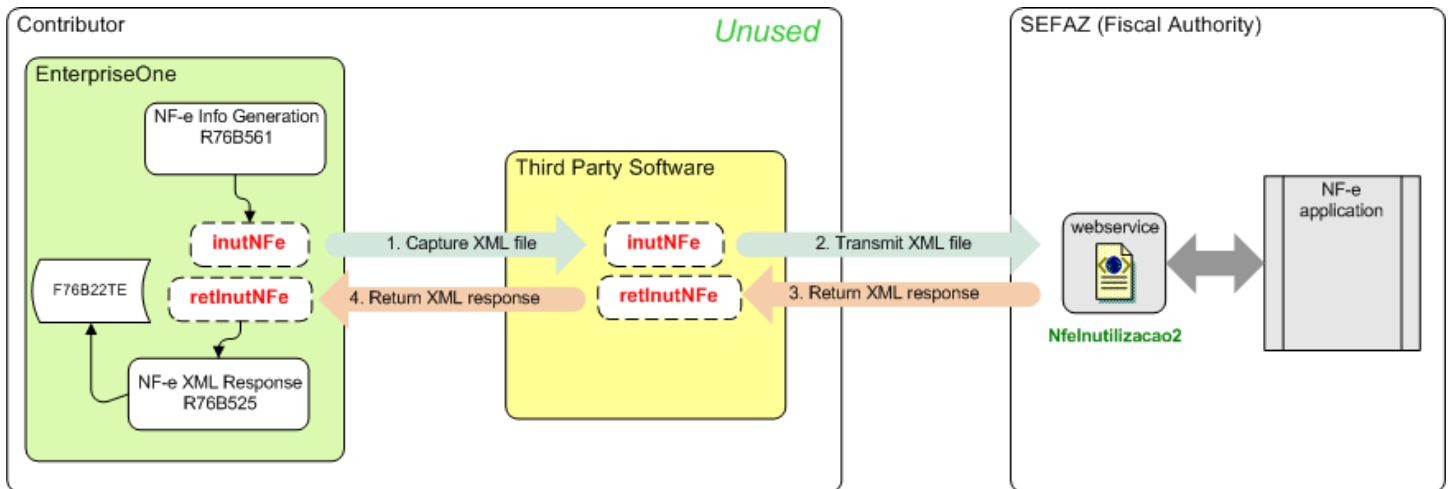 Contributor
Unused
SEFAZ (Fiscal Authority)
EnterpriseOne
NF-e Info Generation
R76B561
Third Party Software
NF-e
application
inutNFe
1. Capture XML file
inutNFe
2. Transmit XML file
webservice
F76B22TE
retInutNFe
4. Return XML response
retInutNFe
3. Return XML response
NfeInutilizacao2
NF-e XML Response
R76B525